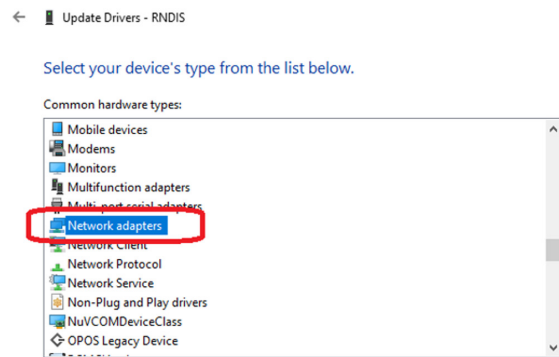 Update Drivers - RNDIS
Select your device's type from the list below.
Common hardware types:
Mobile devices
Modems
Monitors
Multifunction adapters
Multi-port serial adapters
Network adapters
Network Client
Network Protocol
Network Service
Non-Plug and Play drivers
NuVCOMDeviceClass
OPOS Legacy Device